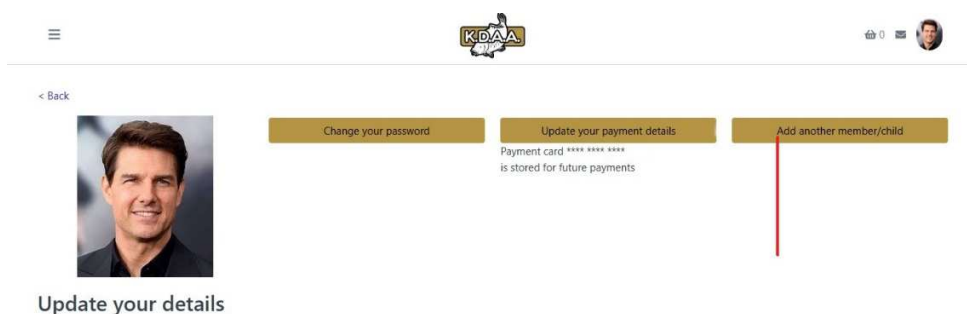 K.D.A.A.
0
< Back
Change your password
Update your payment details
Add another member/child
Payment card **** **** ****
is stored for future payments
Update your details